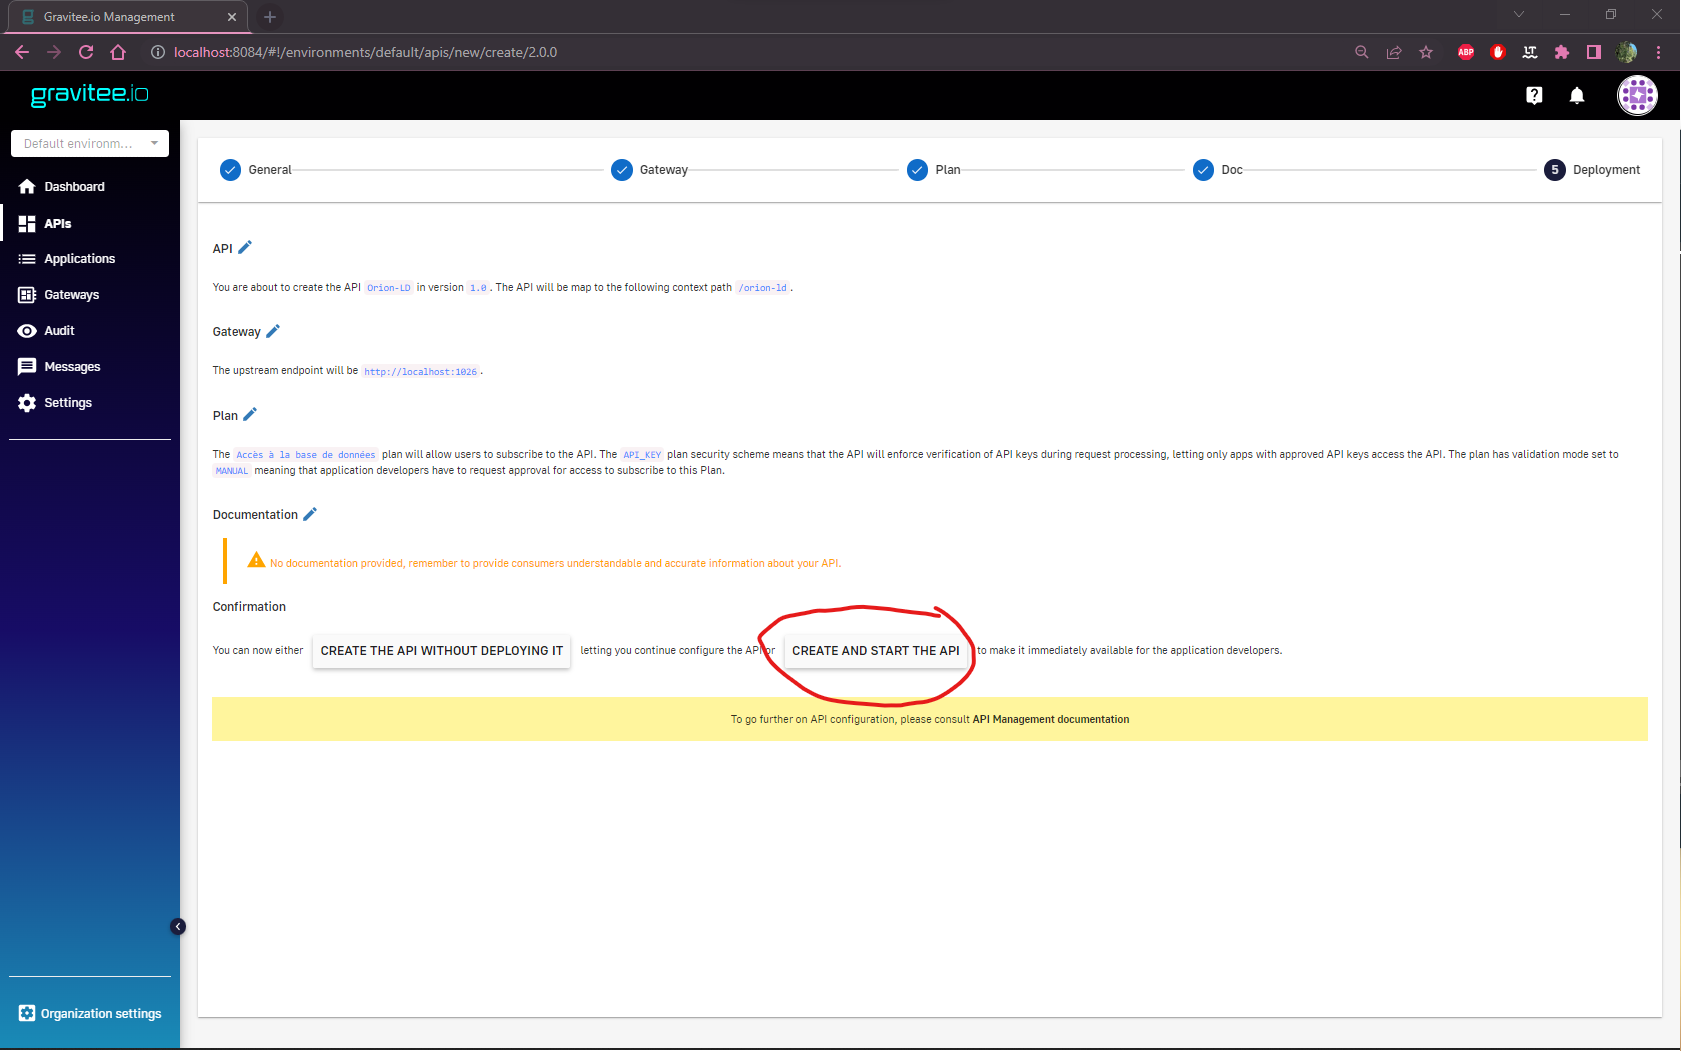 Gravitee.io Management
localhost:8084/#!/environments/default/apis/new/create/2.0.0
ABP
LT
gravitee.io
Default environm...
Dashboard
APIs
Applications
Gateways
Audit
Messages
Settings
Organization settings
General
Gateway
Plan
Doc
5 Deployment
API
You are about to create the API Orion-LD in version 1.0. The API will be map to the following context path /orion-ld.
Gateway
The upstream endpoint will be http://localhost:1026.
Plan
The Accès à la base de données plan will allow users to subscribe to the API. The API_KEY plan security scheme means that the API will enforce verification of API keys during request processing, letting only apps with approved API keys access the API. The plan has validation mode set to
MANUAL meaning that application developers have to request approval for access to subscribe to this Plan.
Documentation
No documentation provided, remember to provide consumers understandable and accurate information about your API.
Confirmation
You can now either CREATE THE API WITHOUT DEPLOYING IT letting you continue configure the API or CREATE AND START THE API to make it immediately available for the application developers.
To go further on API configuration, please consult API Management documentation